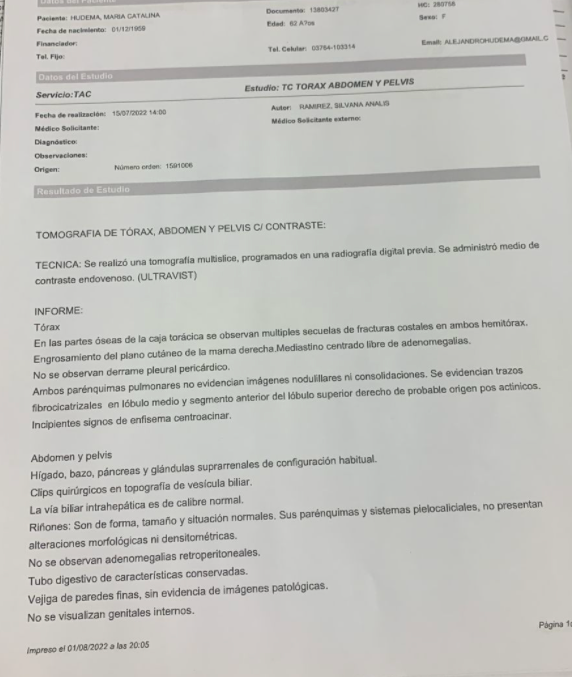 Datos del Paciente
Paciente: HUDEMA, MARIA CATALINA
Documento: 13803427
HC: 260756
Fecha de nacimiento: 01/12/1959
Edad: 62 Años
Sexo: F
Financiador:
Tel. Fijo:
Tel. Celular: 03764-103314
Email: ALEJANDROHUDEMA@GMAIL.C
Datos del Estudio
Servicio: TAC
Estudio: TC TORAX ABDOMEN Y PELVIS
Fecha de realización: 15/07/2022 14:00
Autor: RAMIREZ, SILVANA ANALIS
Médico Solicitante:
Médico Solicitante externo:
Diagnóstico:
Observaciones:
Origen:
Número orden: 1591006
Resultado de Estudio
TOMOGRAFIA DE TÓRAX, ABDOMEN Y PELVIS C/ CONTRASTE:
TECNICA: Se realizó una tomografía multislice, programados en una radiografía digital previa. Se administró medio de
contraste endovenoso. (ULTRAVIST)
INFORME:
Tórax
En las partes óseas de la caja torácica se observan multiples secuelas de fracturas costales en ambos hemitórax.
Engrosamiento del plano cutáneo de la mama derecha.Mediastino centrado libre de adenomegalias.
No se observan derrame pleural pericárdico.
Ambos parénquimas pulmonares no evidencian imágenes nodulillares ni consolidaciones. Se evidencian trazos
fibrocicatrizales en lóbulo medio y segmento anterior del lóbulo superior derecho de probable origen pos actínicos.
Incipientes signos de enfisema centroacinar.
Abdomen y pelvis
Hígado, bazo, páncreas y glándulas suprarrenales de configuración habitual.
Clips quirúrgicos en topografía de vesícula biliar.
La vía biliar intrahepática es de calibre normal.
Riñones: Son de forma, tamaño y situación normales. Sus parénquimas y sistemas pielocaliciales, no presentan
alteraciones morfológicas ni densitométricas.
No se observan adenomegalias retroperitoneales.
Tubo digestivo de características conservadas.
Vejiga de paredes finas, sin evidencia de imágenes patológicas.
No se visualizan genitales internos.
Página 1
Impreso el 01/08/2022 a las 20:05